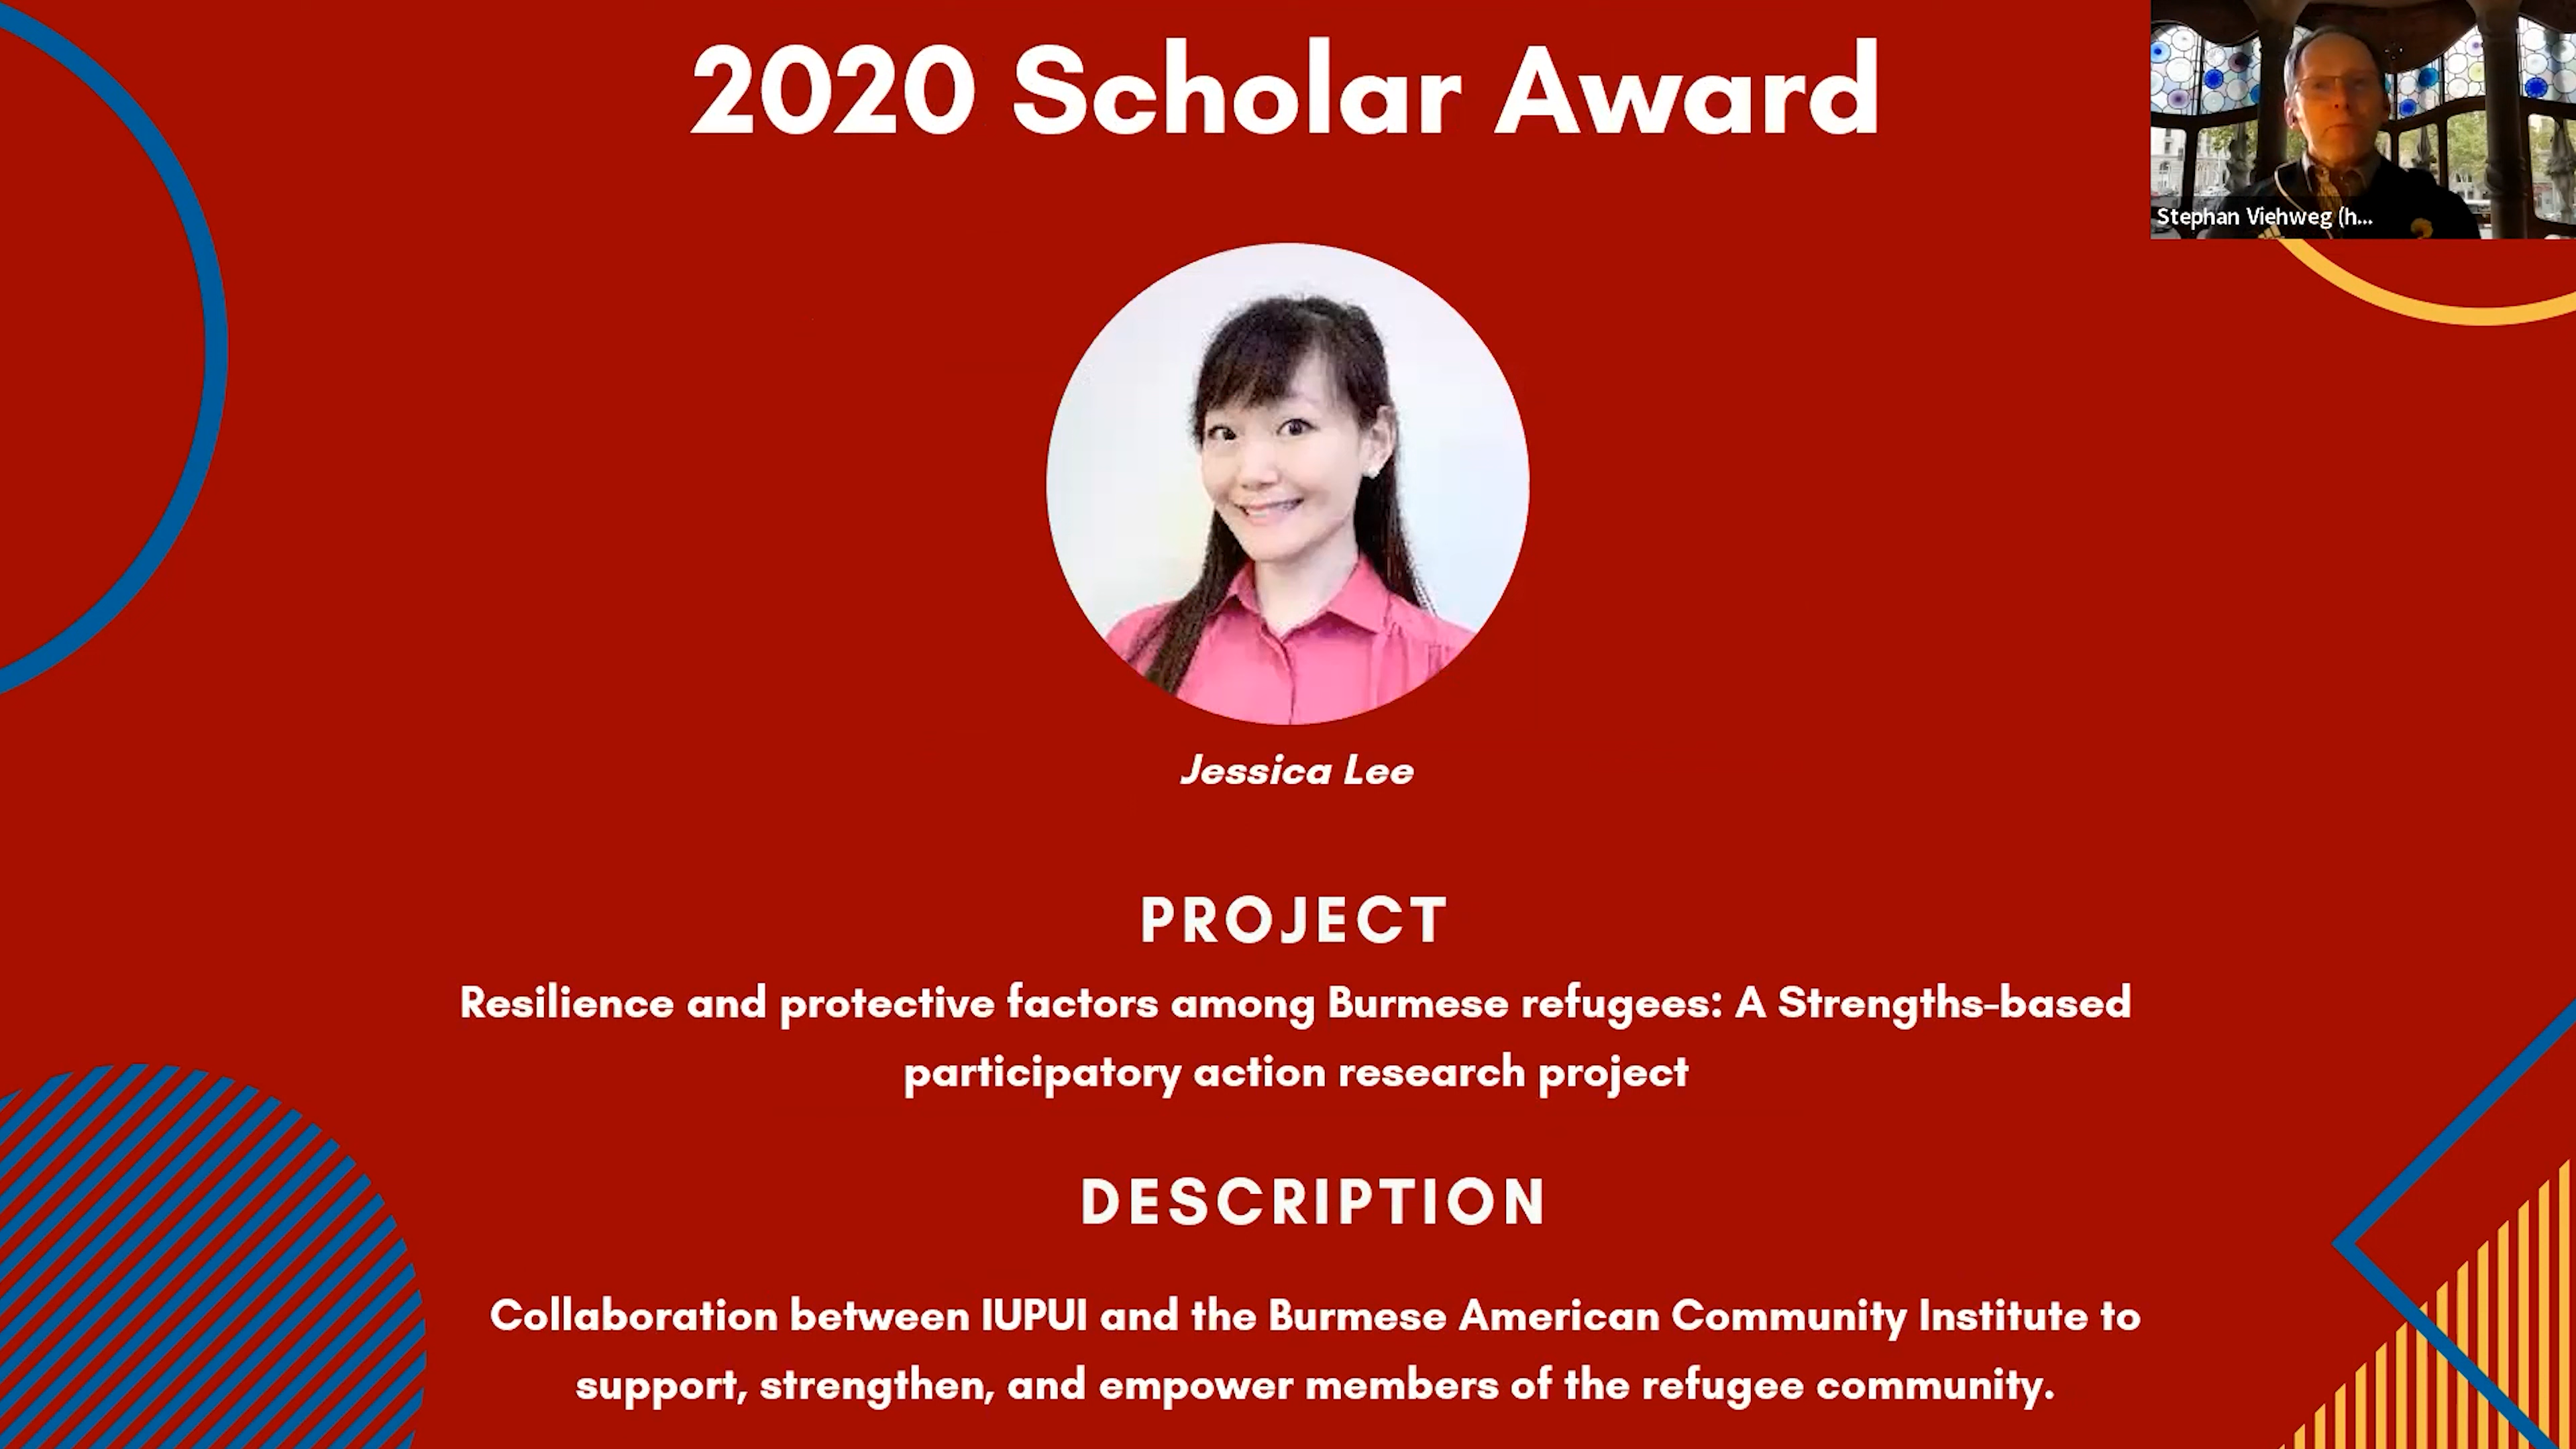 2020 Scholar Award
Stephan Viehweg (h...
Jessica Lee
PROJECT
Resilience and protective factors among Burmese refugees: A Strengths-based
participatory action research project
DESCRIPTION
Collaboration between IUPUI and the Burmese American Community Institute to
support, strengthen, and empower members of the refugee community.